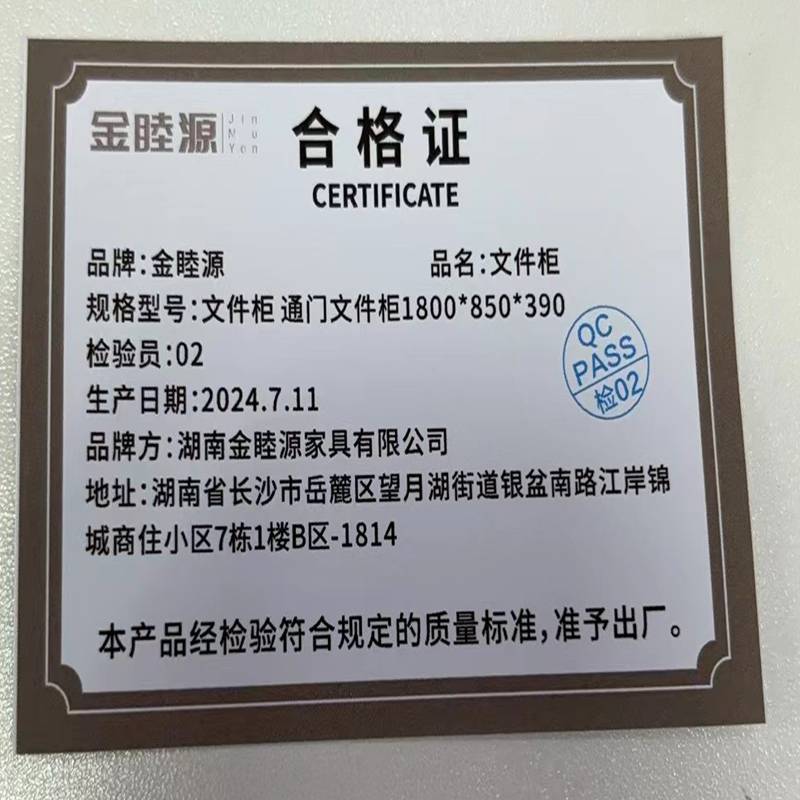 金睦源
Jin
Mu
Yen
合格证
CERTIFICATE
品牌：金睦源 品名：文件柜
规格型号：文件柜 通门文件柜1800*850*390
检验员：02
生产日期：2024.7.11
品牌方：湖南金睦源家具有限公司
地址：湖南省长沙市岳麓区望月湖街道银盆南路江岸锦
城商住小区7栋1楼B区-1814
QC
PASS
检02
本产品经检验符合规定的质量标准，准予出厂。